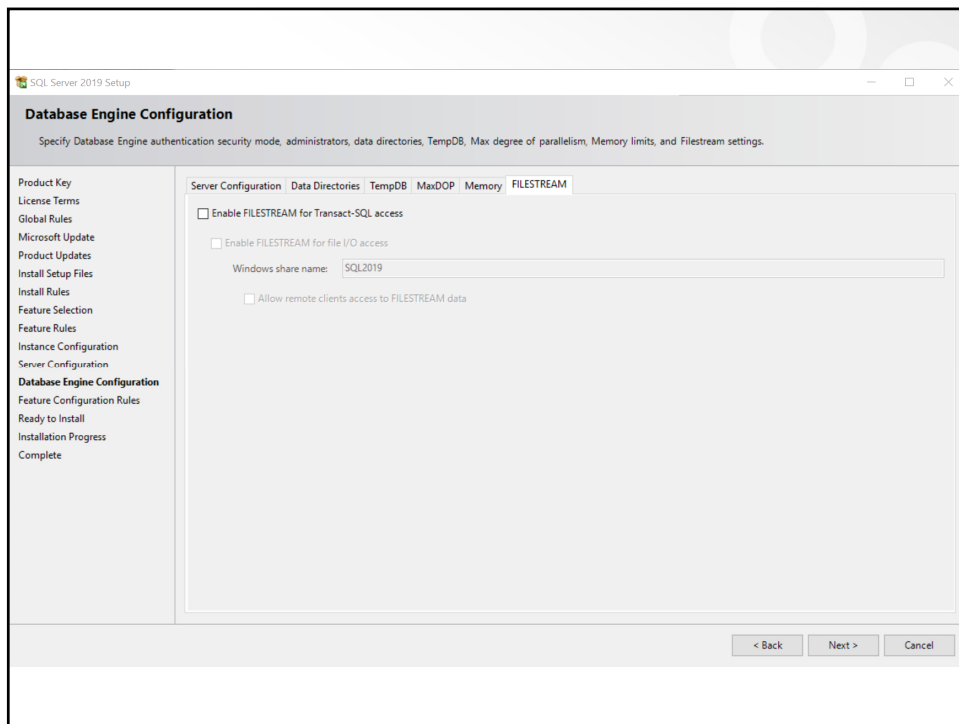 SQL Server 2019 Setup
Database Engine Configuration
Specify Database Engine authentication security mode, administrators, data directories, TempDB, Max degree of parallelism, Memory limits, and Filestream settings.
Product Key
License Terms
Global Rules
Microsoft Update
Product Updates
Install Setup Files
Install Rules
Feature Selection
Feature Rules
Instance Configuration
Server Configuration
Database Engine Configuration
Feature Configuration Rules
Ready to Install
Installation Progress
Complete
Server Configuration Data Directories TempDB MaxDOP Memory FILESTREAM
Enable FILESTREAM for Transact-SQL access
Enable FILESTREAM for file I/O access
Windows share name: SQL2019
Allow remote clients access to FILESTREAM data
< Back Next > Cancel